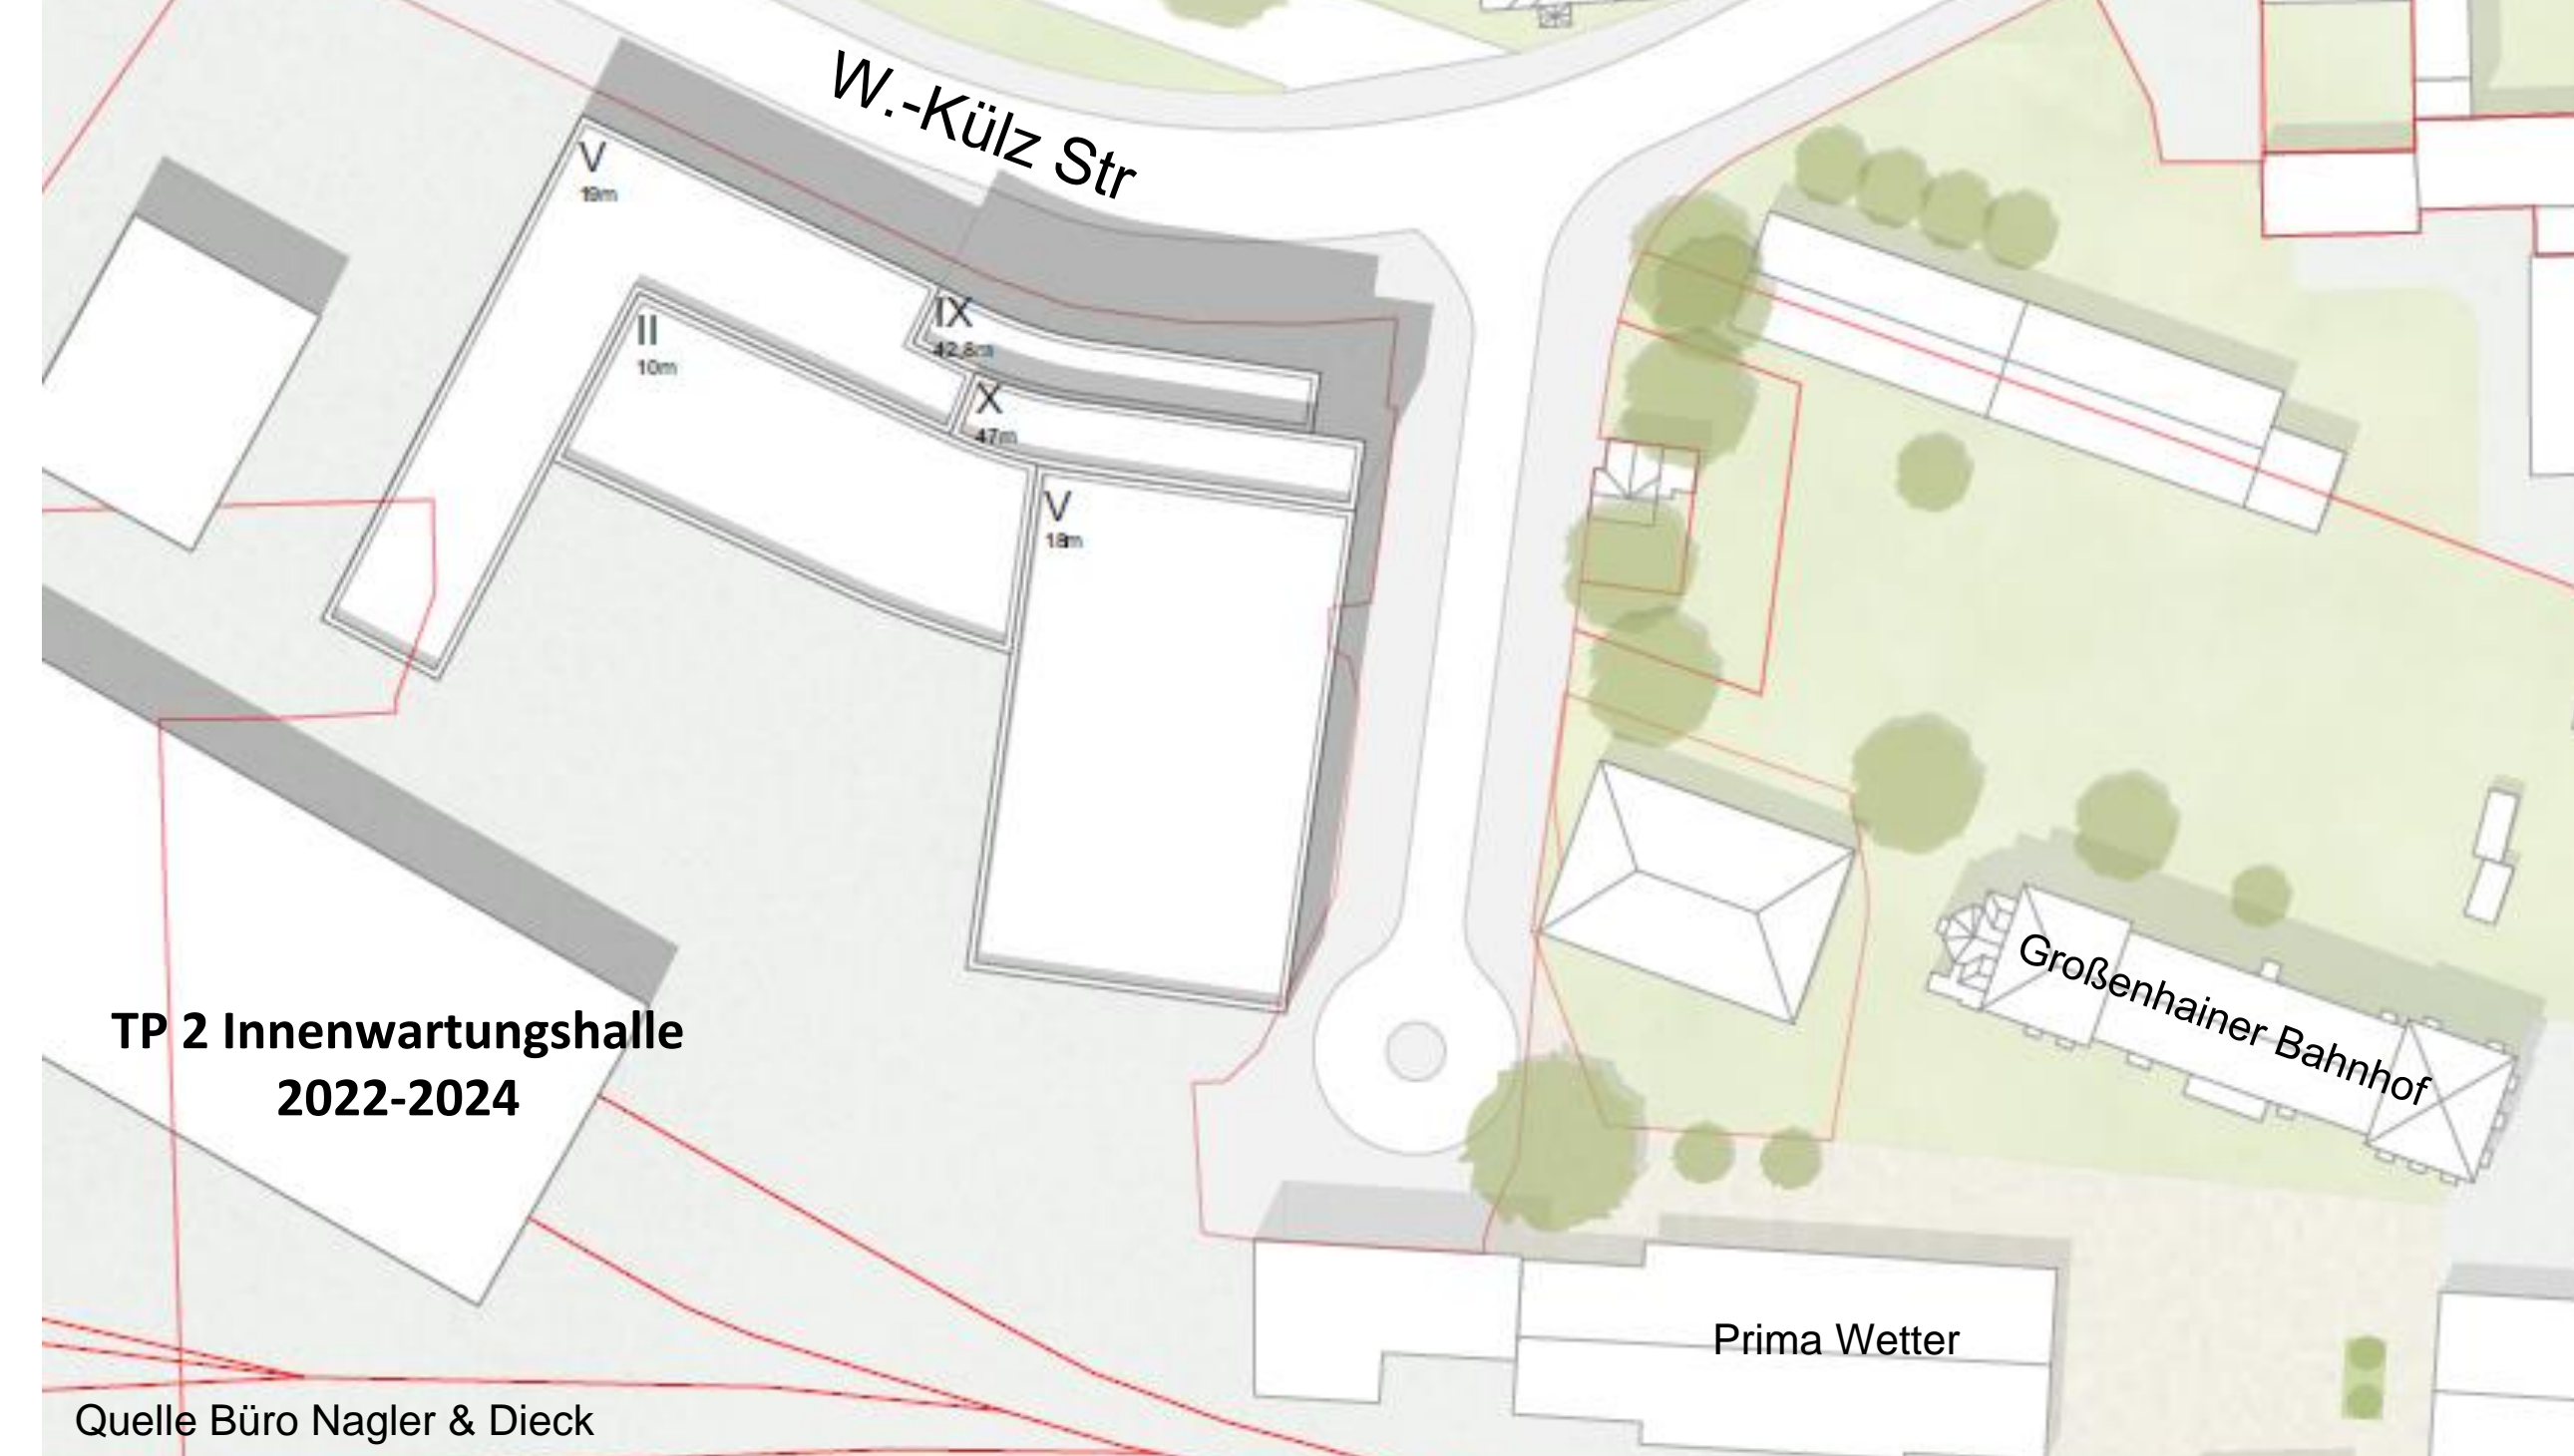 W.-Külz Str
V
19m
IX
42,8m
II
10m
X
47m
V
18m
Großenhainer Bahnhof
TP 2 Innenwartungshalle
2022-2024
Prima Wetter
Quelle Büro Nagler & Dieck